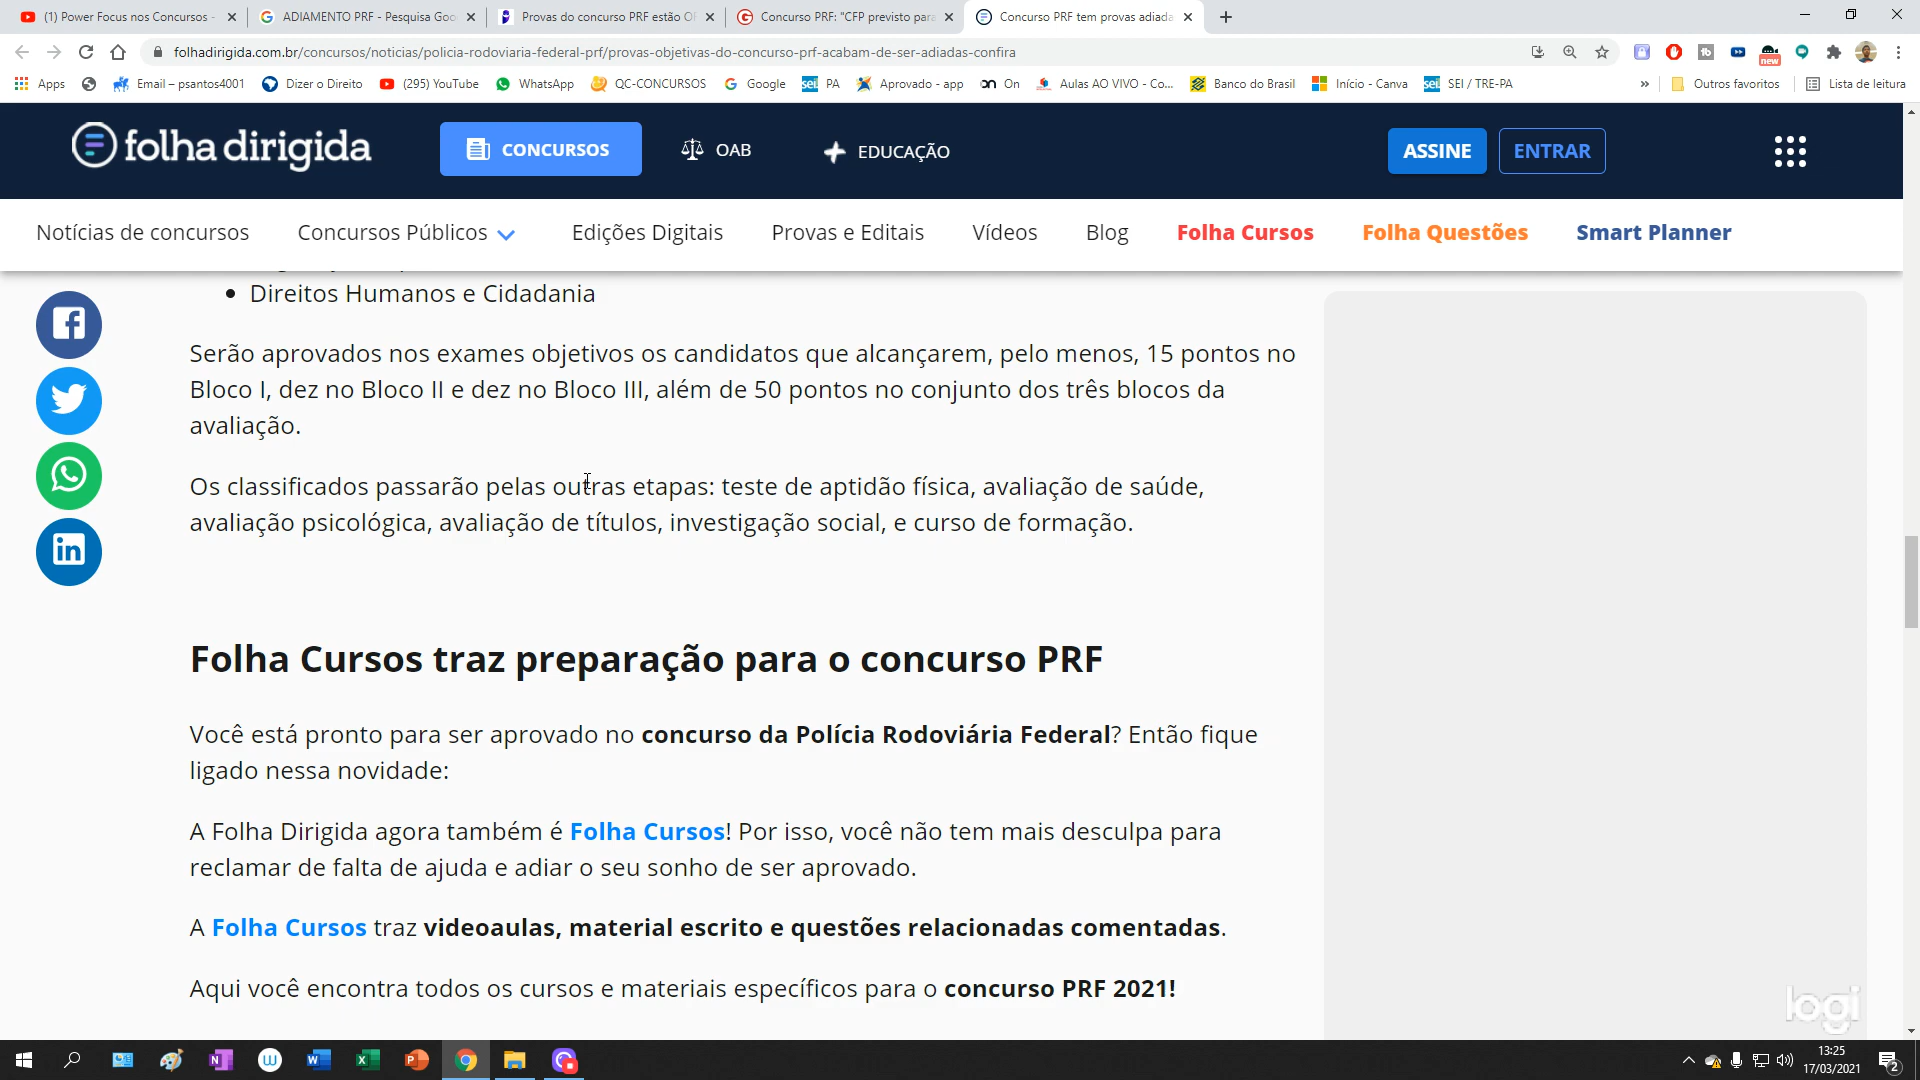 (1) Power Focus nos Concursos -
ADIAMENTO PRF - Pesquisa Goo
Provas do concurso PRF estão OF
Concurso PRF: "CFP previsto para
Concurso PRF tem provas adiada
folhadirigida.com.br/concursos/noticias/policia-rodoviaria-federal-prf/provas-objetivas-do-concurso-prf-acabam-de-ser-adiadas-confira
new
Apps
Email – psantos4001
Dizer o Direito
(295) YouTube
WhatsApp
QC-CONCURSOS
Google
sei!
PA
Aprovado - app
On
Aulas AO VIVO - Co...
Banco do Brasil
Início - Canva
sei!
SEI / TRE-PA
»
Outros favoritos
Lista de leitura
folha dirigida
CONCURSOS
OAB
EDUCAÇÃO
ASSINE
ENTRAR
Notícias de concursos
Concursos Públicos
Edições Digitais
Provas e Editais
Vídeos
Blog
Folha Cursos
Folha Questões
Smart Planner
• Direitos Humanos e Cidadania
Serão aprovados nos exames objetivos os candidatos que alcançarem, pelo menos, 15 pontos no
Bloco I, dez no Bloco II e dez no Bloco III, além de 50 pontos no conjunto dos três blocos da
avaliação.
Os classificados passarão pelas outras etapas: teste de aptidão física, avaliação de saúde,
avaliação psicológica, avaliação de títulos, investigação social, e curso de formação.
Folha Cursos traz preparação para o concurso PRF
Você está pronto para ser aprovado no concurso da Polícia Rodoviária Federal? Então fique
ligado nessa novidade:
A Folha Dirigida agora também é Folha Cursos! Por isso, você não tem mais desculpa para
reclamar de falta de ajuda e adiar o seu sonho de ser aprovado.
A Folha Cursos traz videoaulas, material escrito e questões relacionadas comentadas.
Aqui você encontra todos os cursos e materiais específicos para o concurso PRF 2021!
logi
13:25
17/03/2021
2